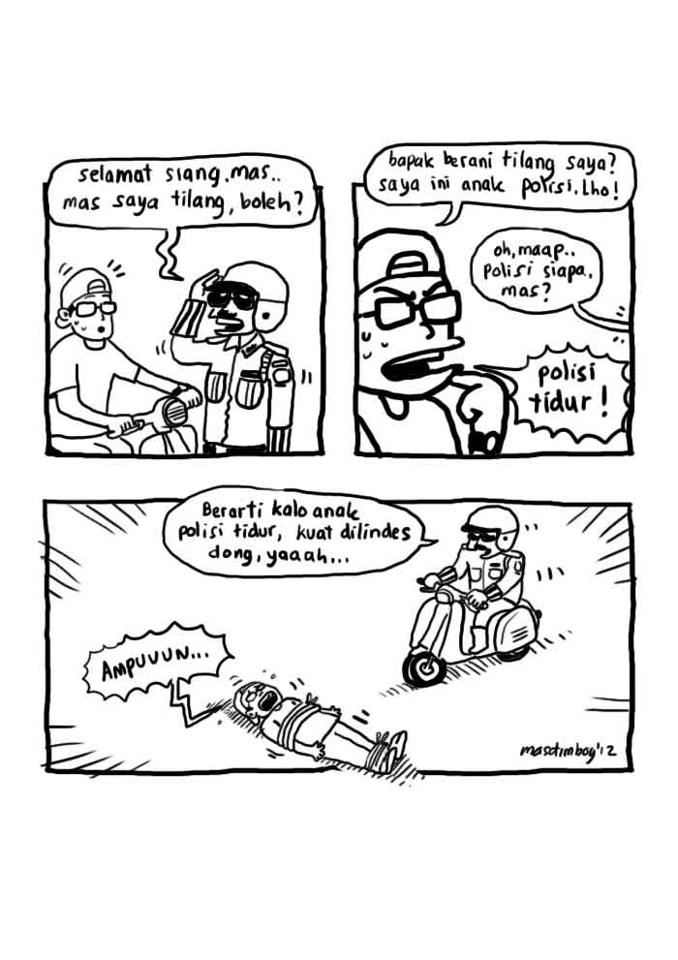 selamat siang, mas..
mas saya tilang, boleh?
bapak berani tilang saya?
saya ini anak polisi. Lho!
oh, maap..
polisi siapa,
mas?
polisi
tidur!
Berarti kalo anak
polisi tidur, kuat dilindes
dong, yaaah...
AMPUUUN...
masdimboy'12